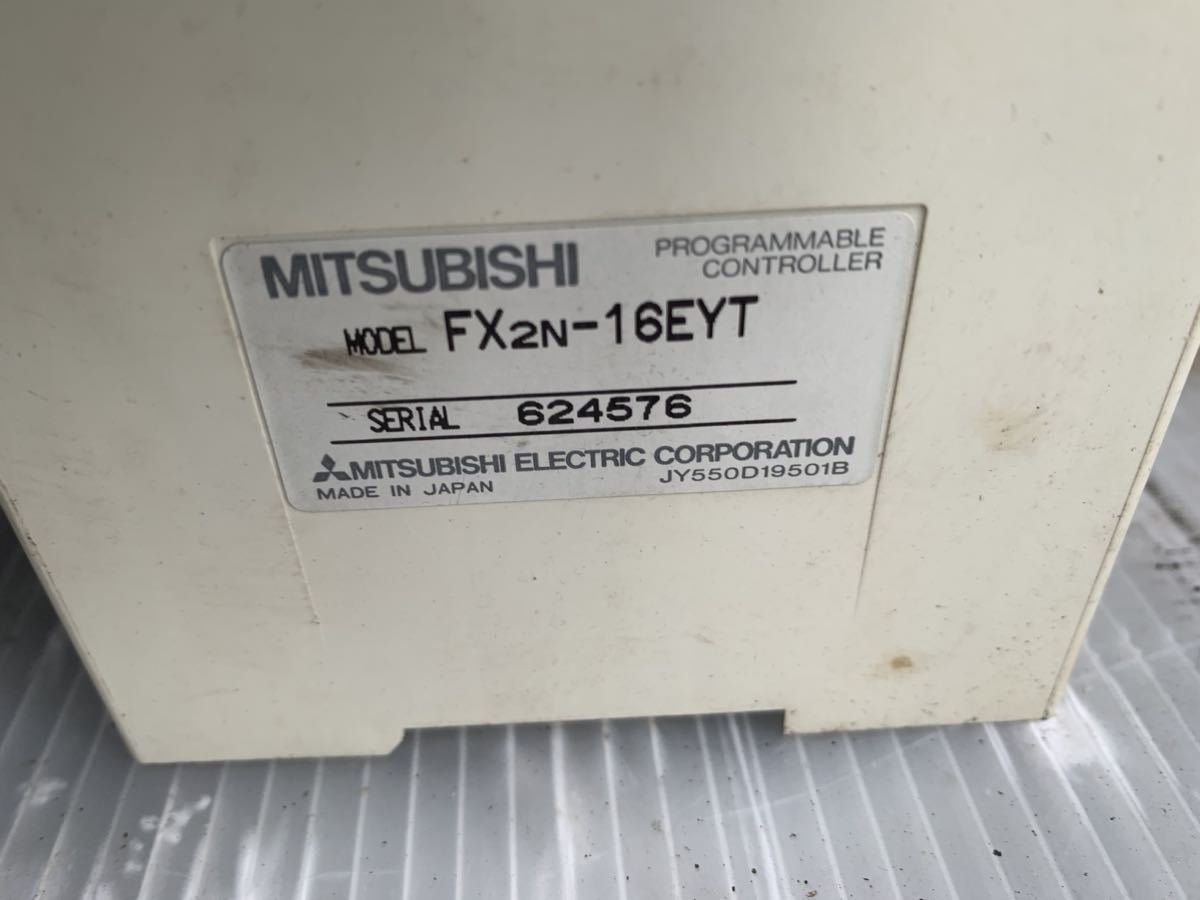 MITSUBISHI
PROGRAMMABLE
CONTROLLER
MODEL FX2N-16EYT
SERIAL 624576
MITSUBISHI ELECTRIC CORPORATION
MADE IN JAPAN
JY550D19501B